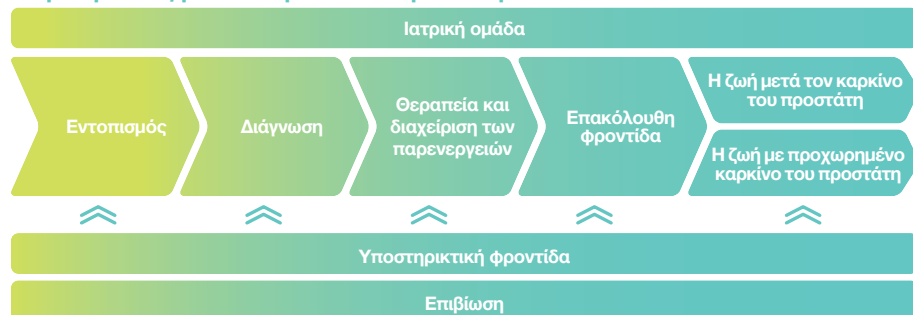 Ιατρική ομάδα
Εντοπισμός
Διάγνωση
Θεραπεία και
διαχείριση των
παρενεργειών
Επακόλουθη
φροντίδα
Η ζωή μετά τον καρκίνο
του προστάτη
Η ζωή με προχωρημένο
καρκίνο του προστάτη
Υποστηρικτική φροντίδα
Επιβίωση